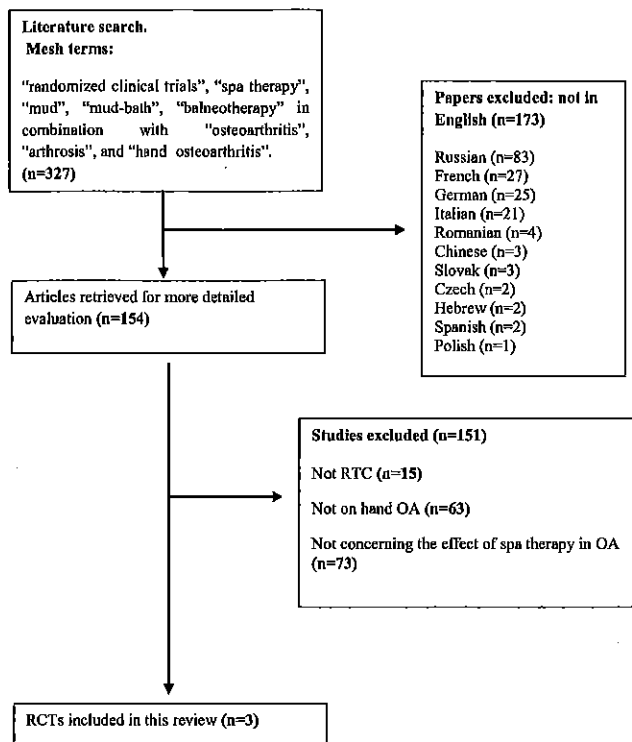 Literature search.
Mesh terms:
"randomized clinical trials", "spa therapy",
"mud", "mud-bath", "balneotherapy" in
combination with "osteoarthritis",
"arthrosis", and "hand osteoarthritis".
(n=327)
Papers excluded: not in
English (n=173)
Russian (n=83)
French (n=27)
German (n=25)
Italian (n=21)
Romanian (n=4)
Chinese (n=3)
Slovak (n=3)
Czech (n=2)
Hebrew (n=2)
Spanish (n=2)
Polish (n=1)
Articles retrieved for more detailed
evaluation (n=154)
Studies excluded (n=151)
Not RTC (n=15)
Not on hand OA (n=63)
Not concerning the effect of spa therapy in OA
(n=73)
RCTs included in this review (n=3)